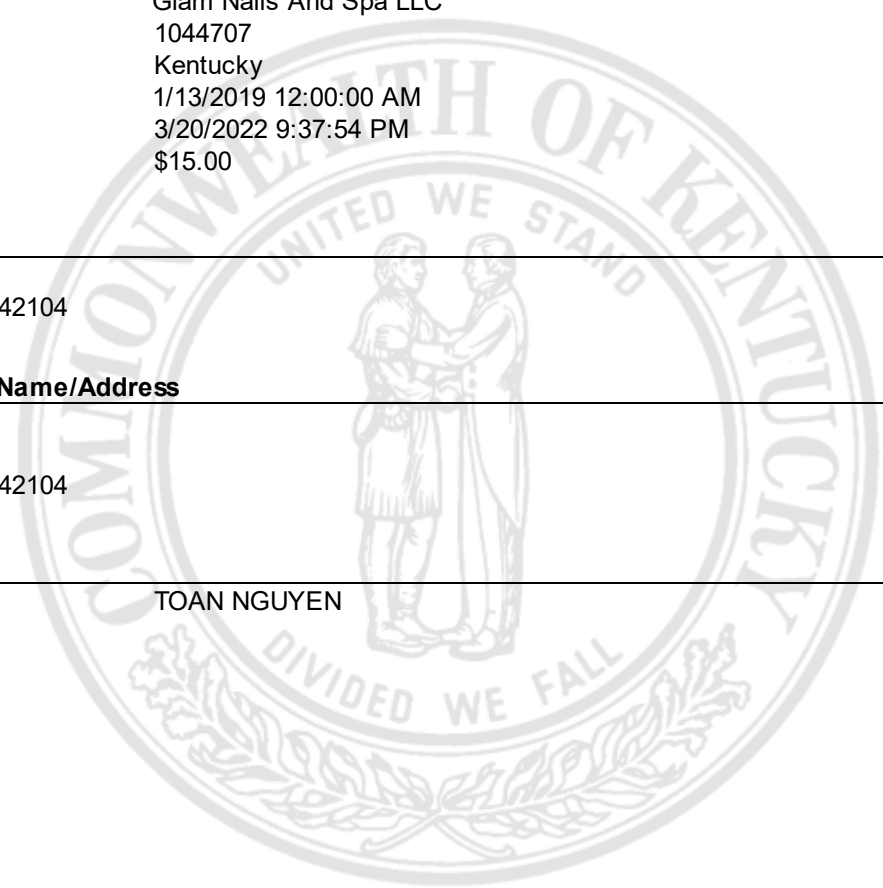 Glam Nails And Spa LLC
1044707
Kentucky
1/13/2019 12:00:00 AM
3/20/2022 9:37:54 PM
$15.00
42104
Name/Address
42104
TOAN NGUYEN
COMMONWEALTH OF KENTUCKY
UNITED WE STAND
DIVIDED WE FALL